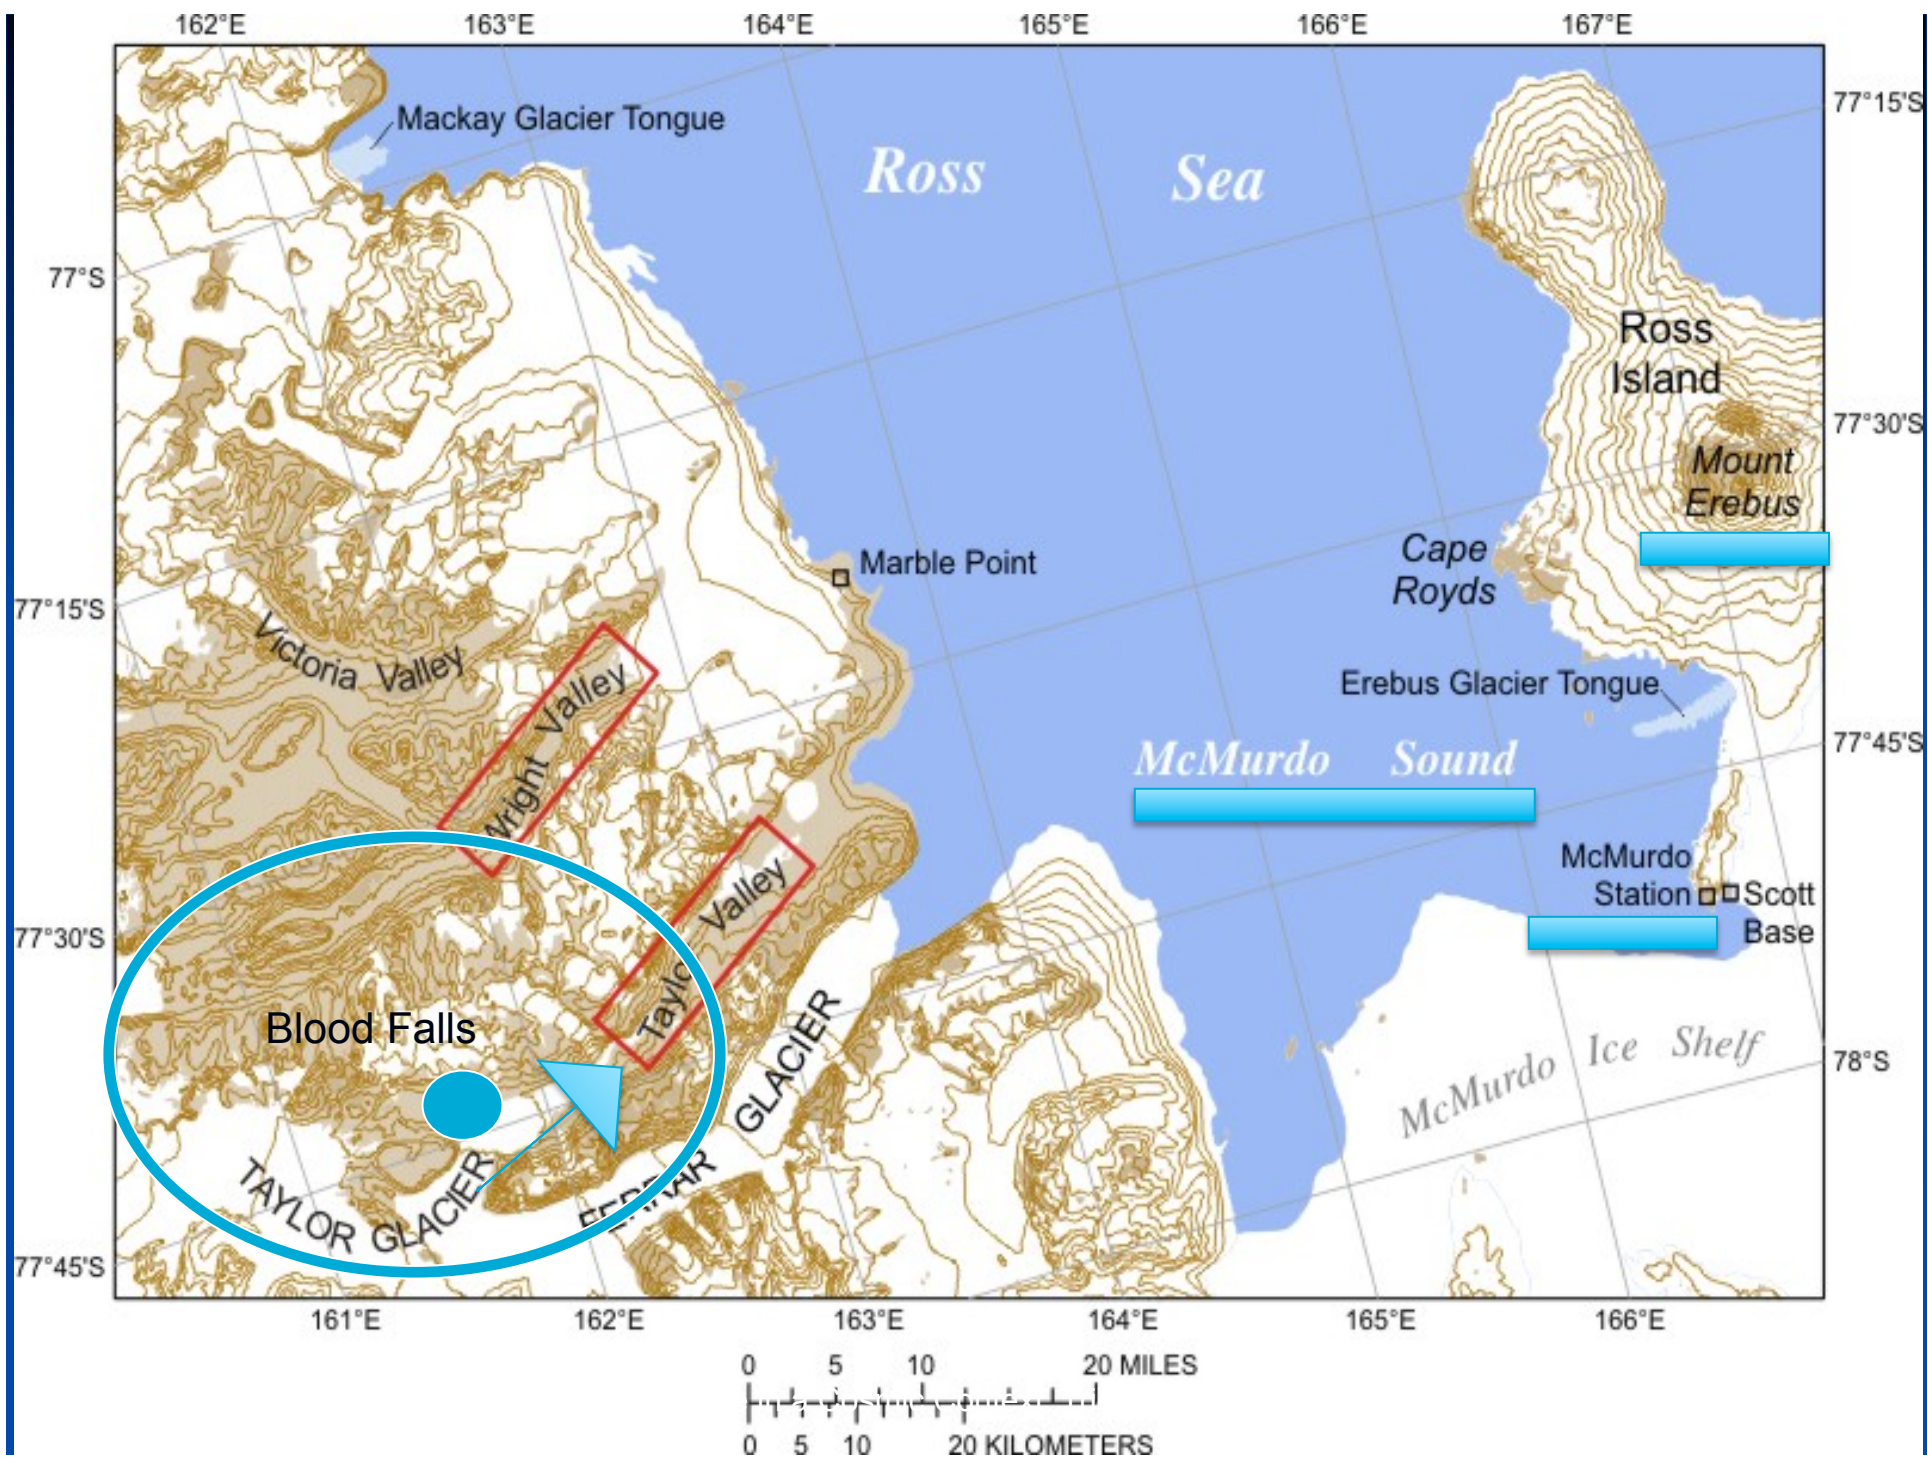 162°E 163°E 164°E 165°E 166°E 167°E
Mackay Glacier Tongue
77°15'S
Ross Sea
77°S
Ross
Island
77°30'S
Mount
Erebus
Cape
Royds
Marble Point
77°15'S
Victoria Valley
Wright Valley
Erebus Glacier Tongue
77°45'S
McMurdo Sound
McMurdo
Station
Scott
Base
Taylo Valley
77°30'S
Blood Falls
GLACIER
McMurdo Ice Shelf
78°S
TAYLOR GLACIER
FERRAR
77°45'S
161°E 162°E 163°E 164°E 165°E 166°E
0 5 10 20 MILES
0 5 10 20 KILOMETERS